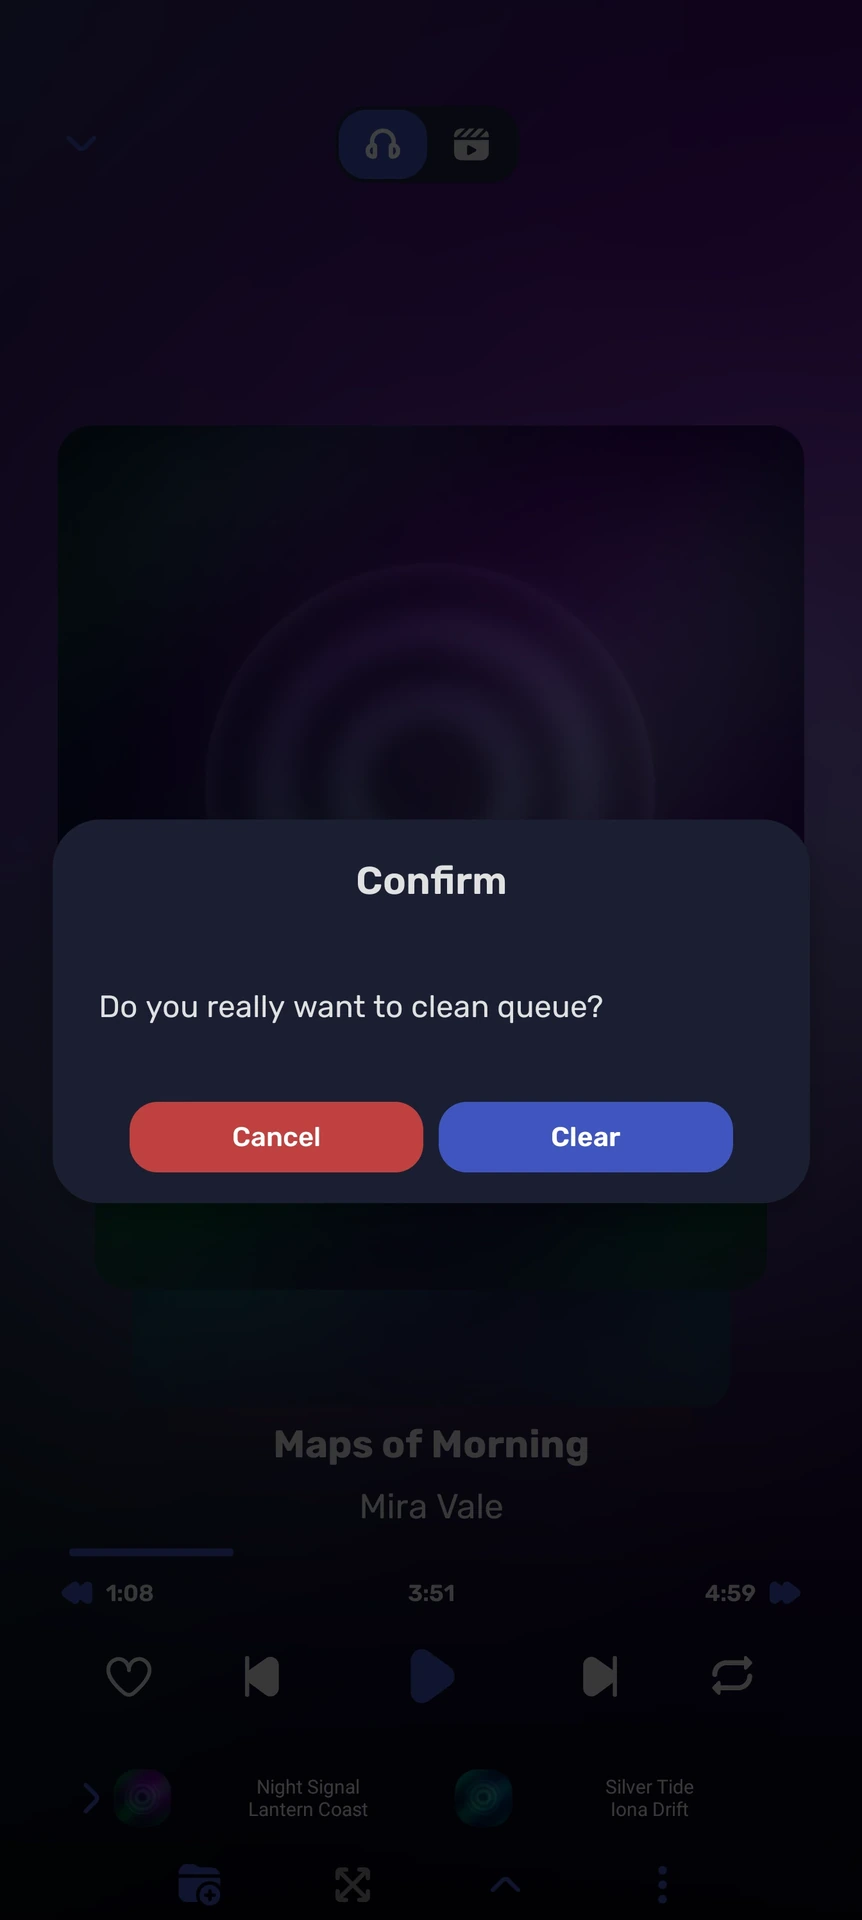 Confirm
Do you really want to clean queue?
Cancel
Clear
Maps of Morning
Mira Vale
1:08
3:51
4:59
Night Signal
Lantern Coast
Silver Tide
Iona Drift